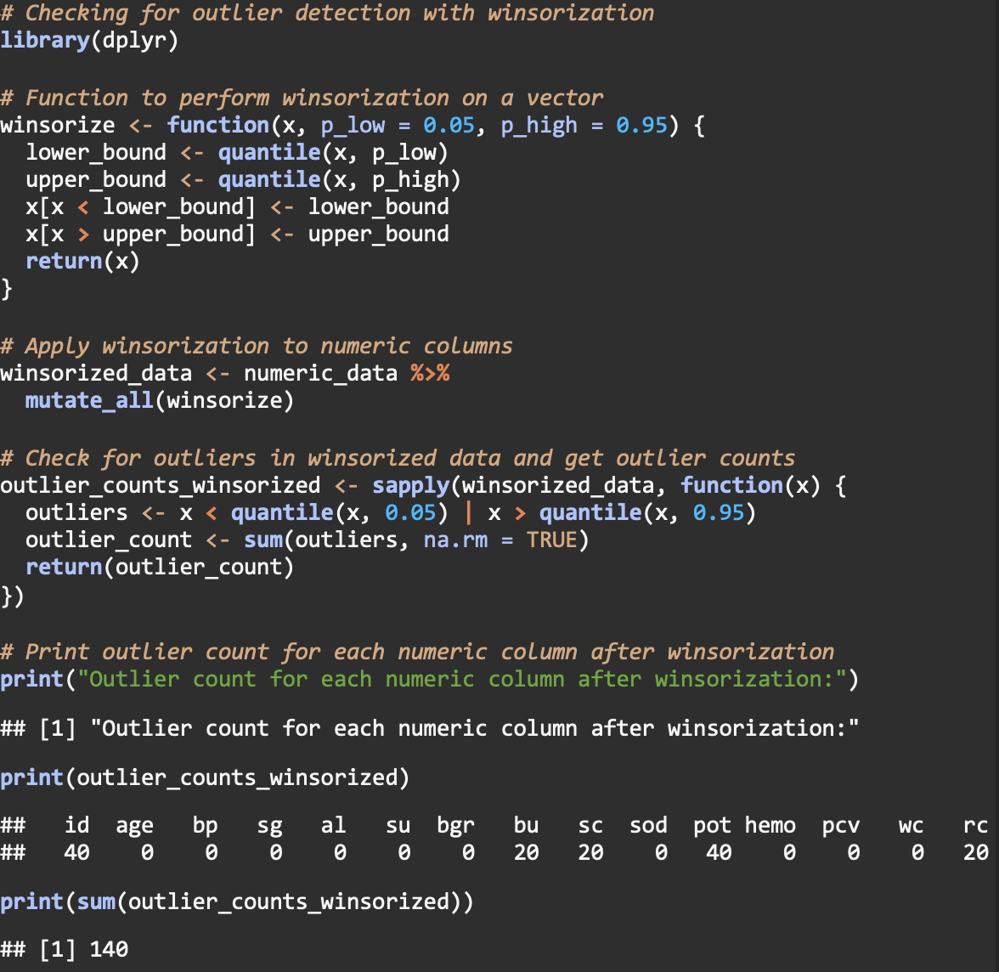 # Checking for outlier detection with winsorization
library(dplyr)

# Function to perform winsorization on a vector
winsorize <- function(x, p_low = 0.05, p_high = 0.95) {
  lower_bound <- quantile(x, p_low)
  upper_bound <- quantile(x, p_high)
  x[x < lower_bound] <- lower_bound
  x[x > upper_bound] <- upper_bound
  return(x)
}

# Apply winsorization to numeric columns
winsorized_data <- numeric_data %>%
  mutate_all(winsorize)

# Check for outliers in winsorized data and get outlier counts
outlier_counts_winsorized <- sapply(winsorized_data, function(x) {
  outliers <- x < quantile(x, 0.05) | x > quantile(x, 0.95)
  outlier_count <- sum(outliers, na.rm = TRUE)
  return(outlier_count)
})

# Print outlier count for each numeric column after winsorization
print("Outlier count for each numeric column after winsorization:")

## [1] "Outlier count for each numeric column after winsorization:"

print(outlier_counts_winsorized)

##   id  age   bp   sg   al   su  bgr   bu   sc  sod  pot hemo  pcv   wc   rc
##   40    0    0    0    0    0    0   20   20    0   40    0    0    0   20

print(sum(outlier_counts_winsorized))

## [1] 140